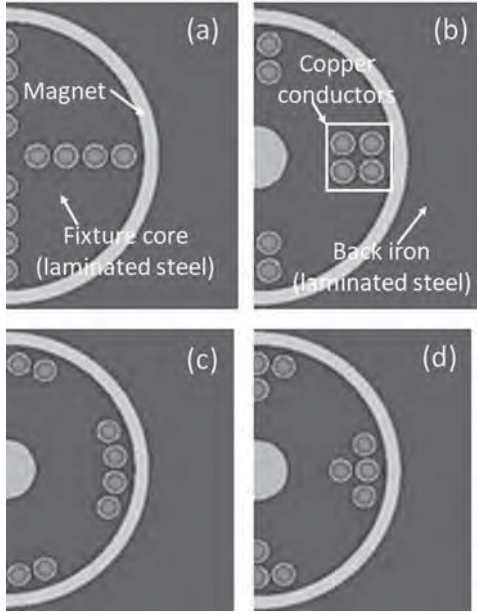 (a)
Magnet
Fixture core
(laminated steel)
(b)
Copper
conductors
Back iron
(laminated steel)
(c)
(d)